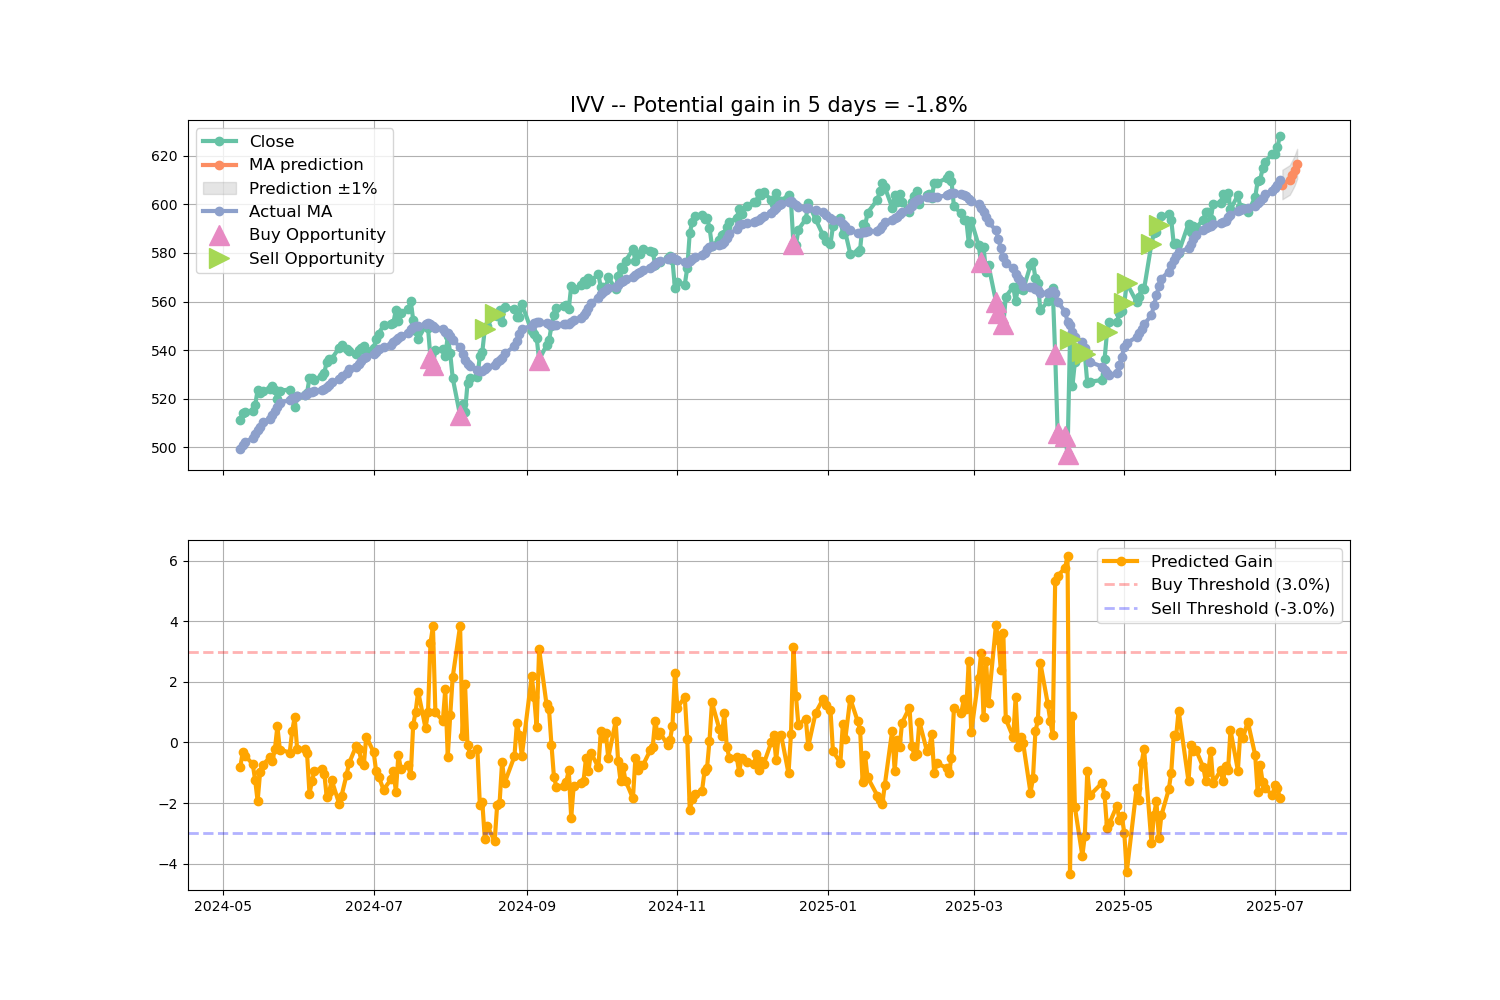 IVV -- Potential gain in 5 days = -1.8%
Close
MA prediction
Prediction ±1%
Actual MA
Buy Opportunity
Sell Opportunity
620
600
580
560
540
520
500
Predicted Gain
Buy Threshold (3.0%)
Sell Threshold (-3.0%)
6
4
2
0
−2
−4
2024-05
2024-07
2024-09
2024-11
2025-01
2025-03
2025-05
2025-07